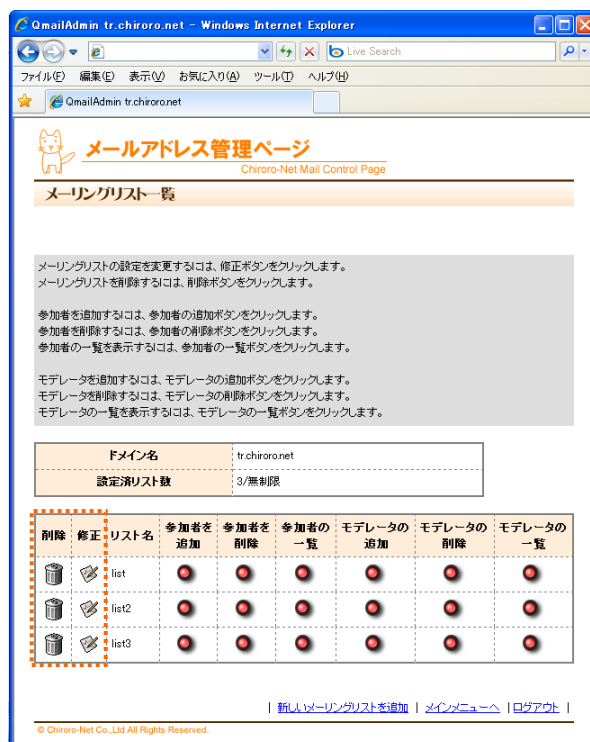 QmailAdmin tr.chiroro.net - Windows Internet Explorer
Live Search
ファイル(F) 編集(E) 表示(V) お気に入り(A) ツール(T) ヘルプ(H)
QmailAdmin tr.chiroro.net
メールアドレス管理ページ
Chiroro-Net Mail Control Page
メーリングリスト一覧
メーリングリストの設定を変更するには、修正ボタンをクリックします。
メーリングリストを削除するには、削除ボタンをクリックします。
参加者を追加するには、参加者の追加ボタンをクリックします。
参加者を削除するには、参加者の削除ボタンをクリックします。
参加者の一覧を表示するには、参加者の一覧ボタンをクリックします。
モデレータを追加するには、モデレータの追加ボタンをクリックします。
モデレータを削除するには、モデレータの削除ボタンをクリックします。
モデレータの一覧を表示するには、モデレータの一覧ボタンをクリックします。
ドメイン名 tr.chiroro.net
設定済リスト数 3/無制限
削除 修正 リスト名 参加者を追加 参加者を削除 参加者の一覧 モデレータの追加 モデレータの削除 モデレータの一覧
list
list2
list3
| 新しいメーリングリストを追加 | メインメニューへ | ログアウト |
© Chiroro-Net Co.,Ltd All Rights Reserved.